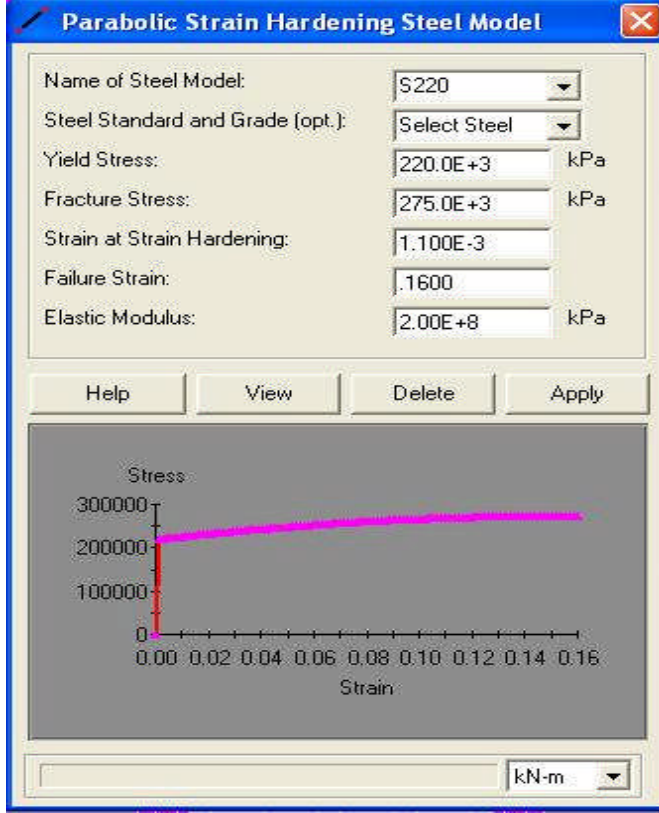 Parabolic Strain Hardening Steel Model
Name of Steel Model: S220
Steel Standard and Grade (opt.): Select Steel
Yield Stress: 220.0E+3 kPa
Fracture Stress: 275.0E+3 kPa
Strain at Strain Hardening: 1.100E-3
Failure Strain: .1600
Elastic Modulus: 2.00E+8 kPa
Help View Delete Apply
Stress
300000
200000
100000
0
0.00 0.02 0.04 0.06 0.08 0.10 0.12 0.14 0.16
Strain
kN-m